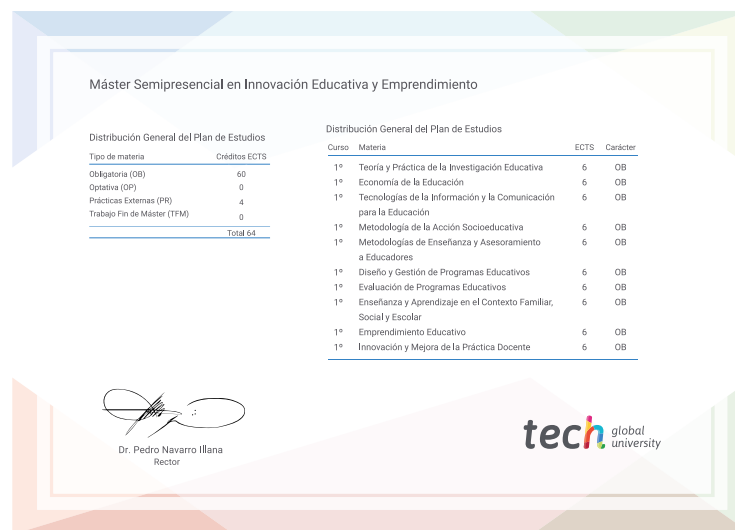 Máster Semipresencial en Innovación Educativa y Emprendimiento
Distribución General del Plan de Estudios
Tipo de materia Créditos ECTS
Obligatoria (OB) 60
Optativa (OP) 0
Prácticas Externas (PR) 4
Trabajo Fin de Máster (TFM) 0
Total 64
Distribución General del Plan de Estudios
Curso Materia ECTS Carácter
1º Teoría y Práctica de la Investigación Educativa 6 OB
1º Economía de la Educación 6 OB
1º Tecnologías de la Información y la Comunicación
para la Educación 6 OB
1º Metodología de la Acción Socioeducativa 6 OB
1º Metodologías de Enseñanza y Asesoramiento
a Educadores 6 OB
1º Diseño y Gestión de Programas Educativos 6 OB
1º Evaluación de Programas Educativos 6 OB
1º Enseñanza y Aprendizaje en el Contexto Familiar,
Social y Escolar 6 OB
1º Emprendimiento Educativo 6 OB
1º Innovación y Mejora de la Práctica Docente 6 OB
Dr. Pedro Navarro Illana
Rector
tech global
university